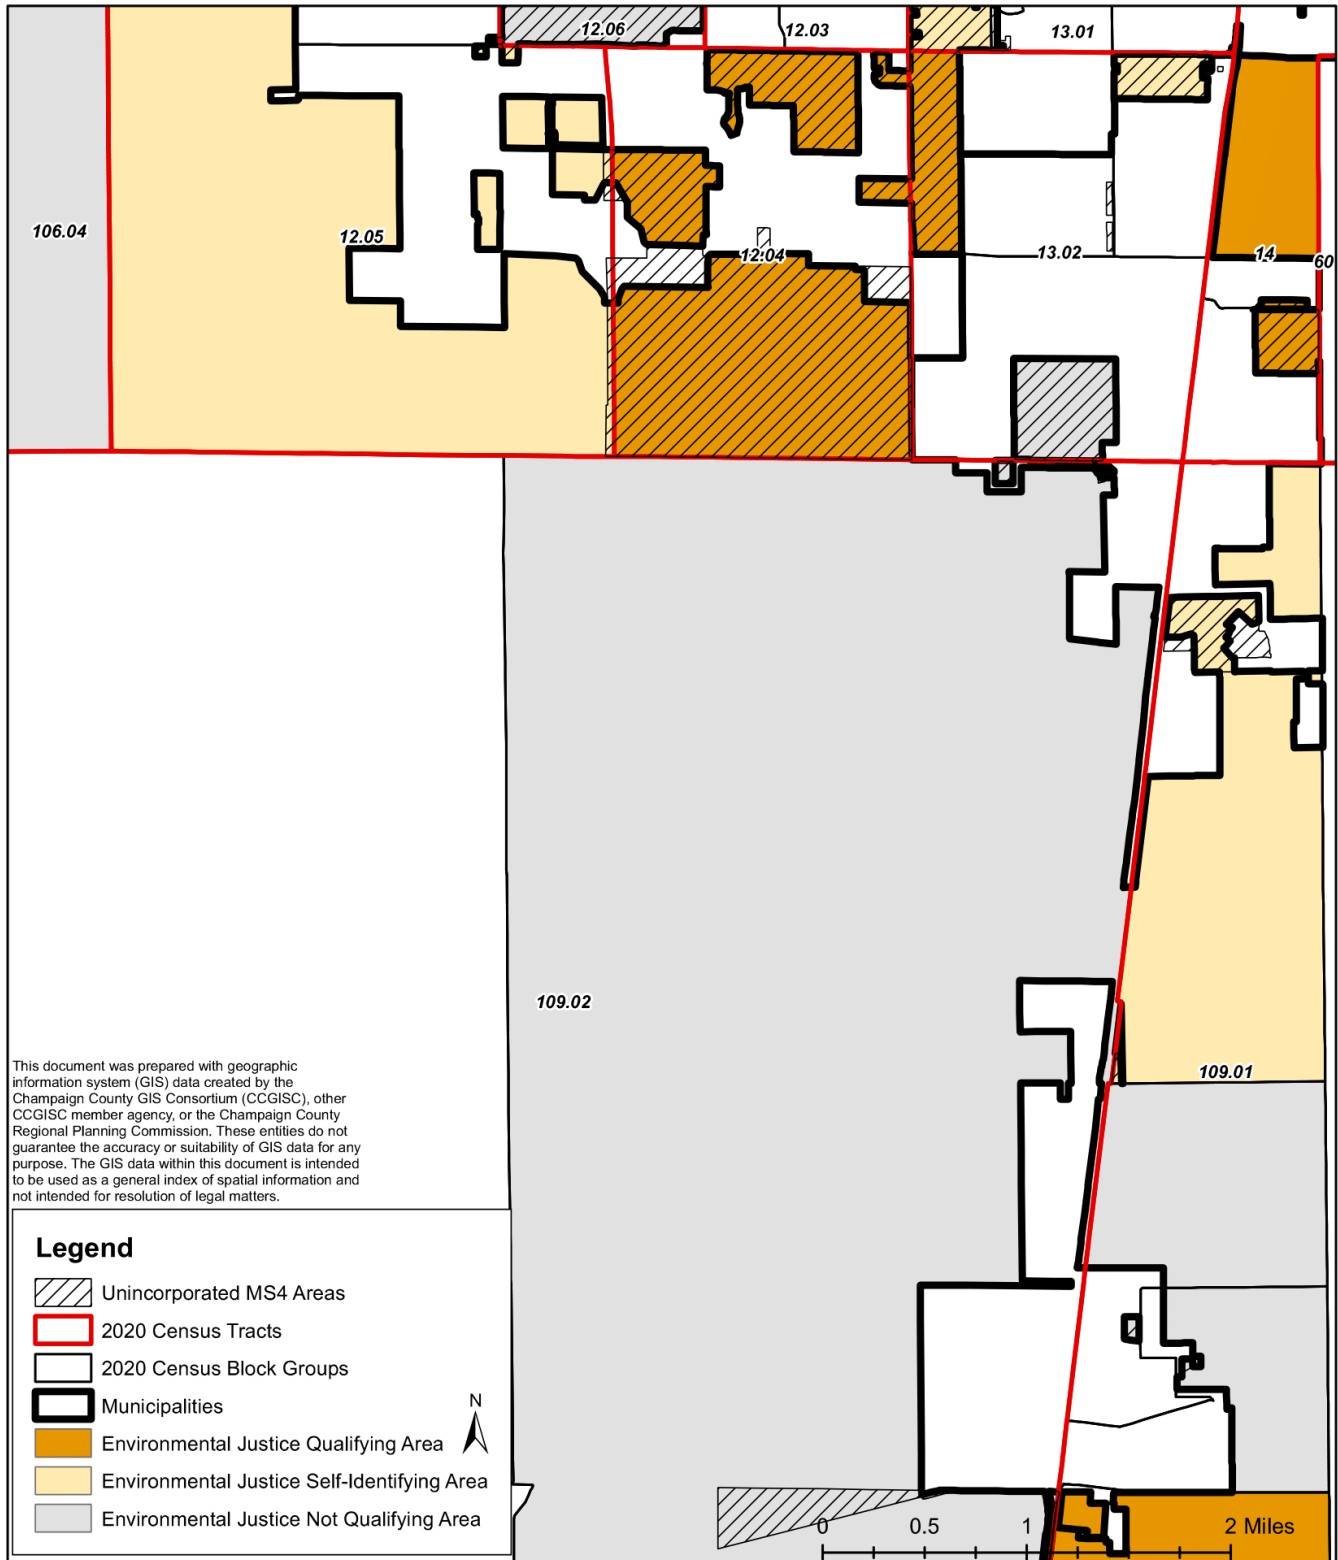 12.06
12.03
13.01
106.04
12.05
12.04
13.02
14
60
109.02
109.01
This document was prepared with geographic
information system (GIS) data created by the
Champaign County GIS Consortium (CCGISC), other
CCGISC member agency, or the Champaign County
Regional Planning Commission. These entities do not
guarantee the accuracy or suitability of GIS data for any
purpose. The GIS data within this document is intended
to be used as a general index of spatial information and
not intended for resolution of legal matters.
Legend
Unincorporated MS4 Areas
2020 Census Tracts
2020 Census Block Groups
Municipalities
N
Environmental Justice Qualifying Area
Environmental Justice Self-Identifying Area
Environmental Justice Not Qualifying Area
0 0.5 1 2 Miles